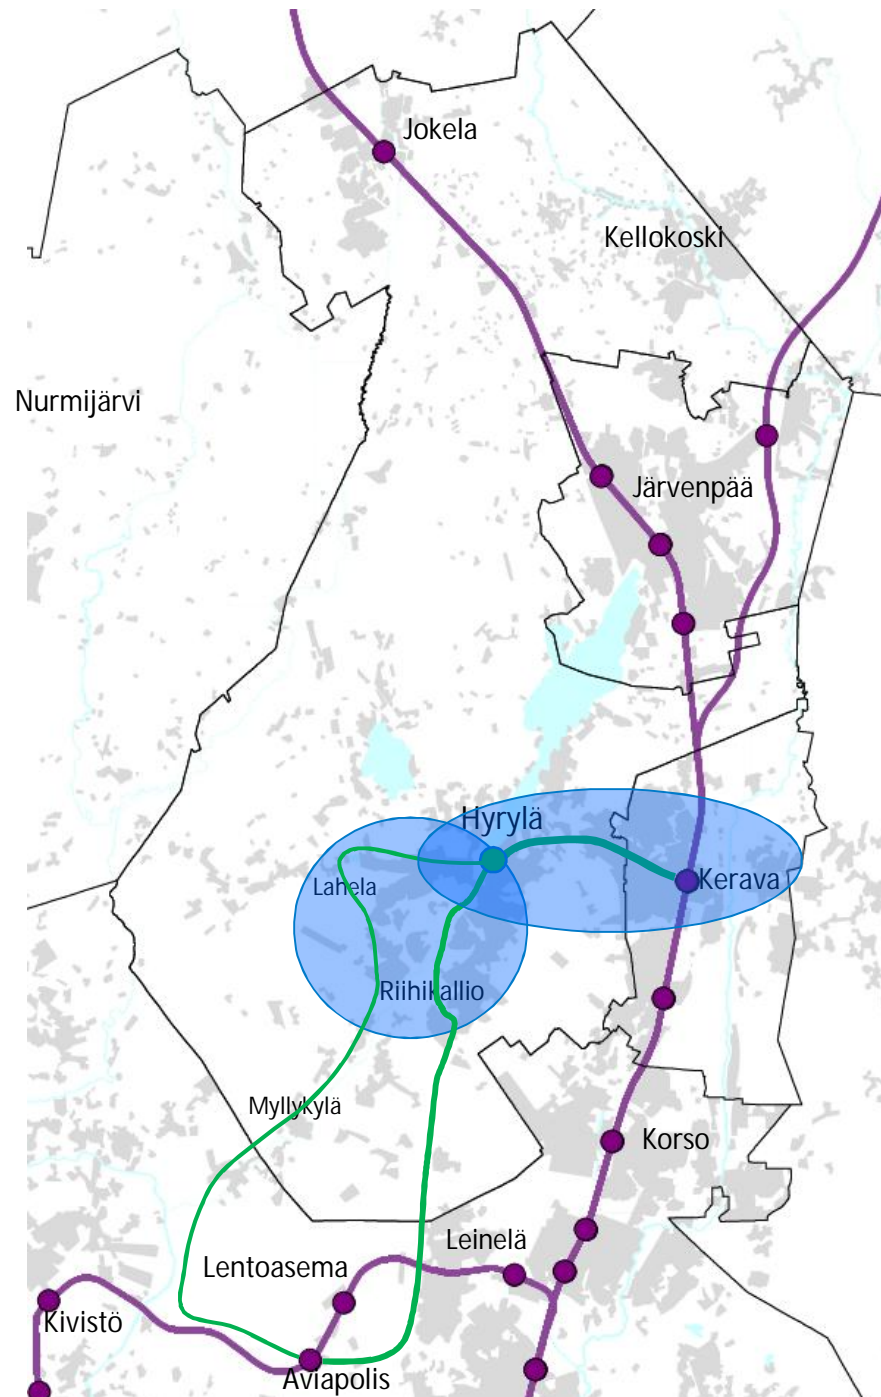 Jokela
Kellokoski
Nurmijärvi
Järvenpää
Hyrylä
Kerava
Lahela
Riihikallio
Myllykylä
Korso
Leinelä
Lentoasema
Kivistö
Aviapolis